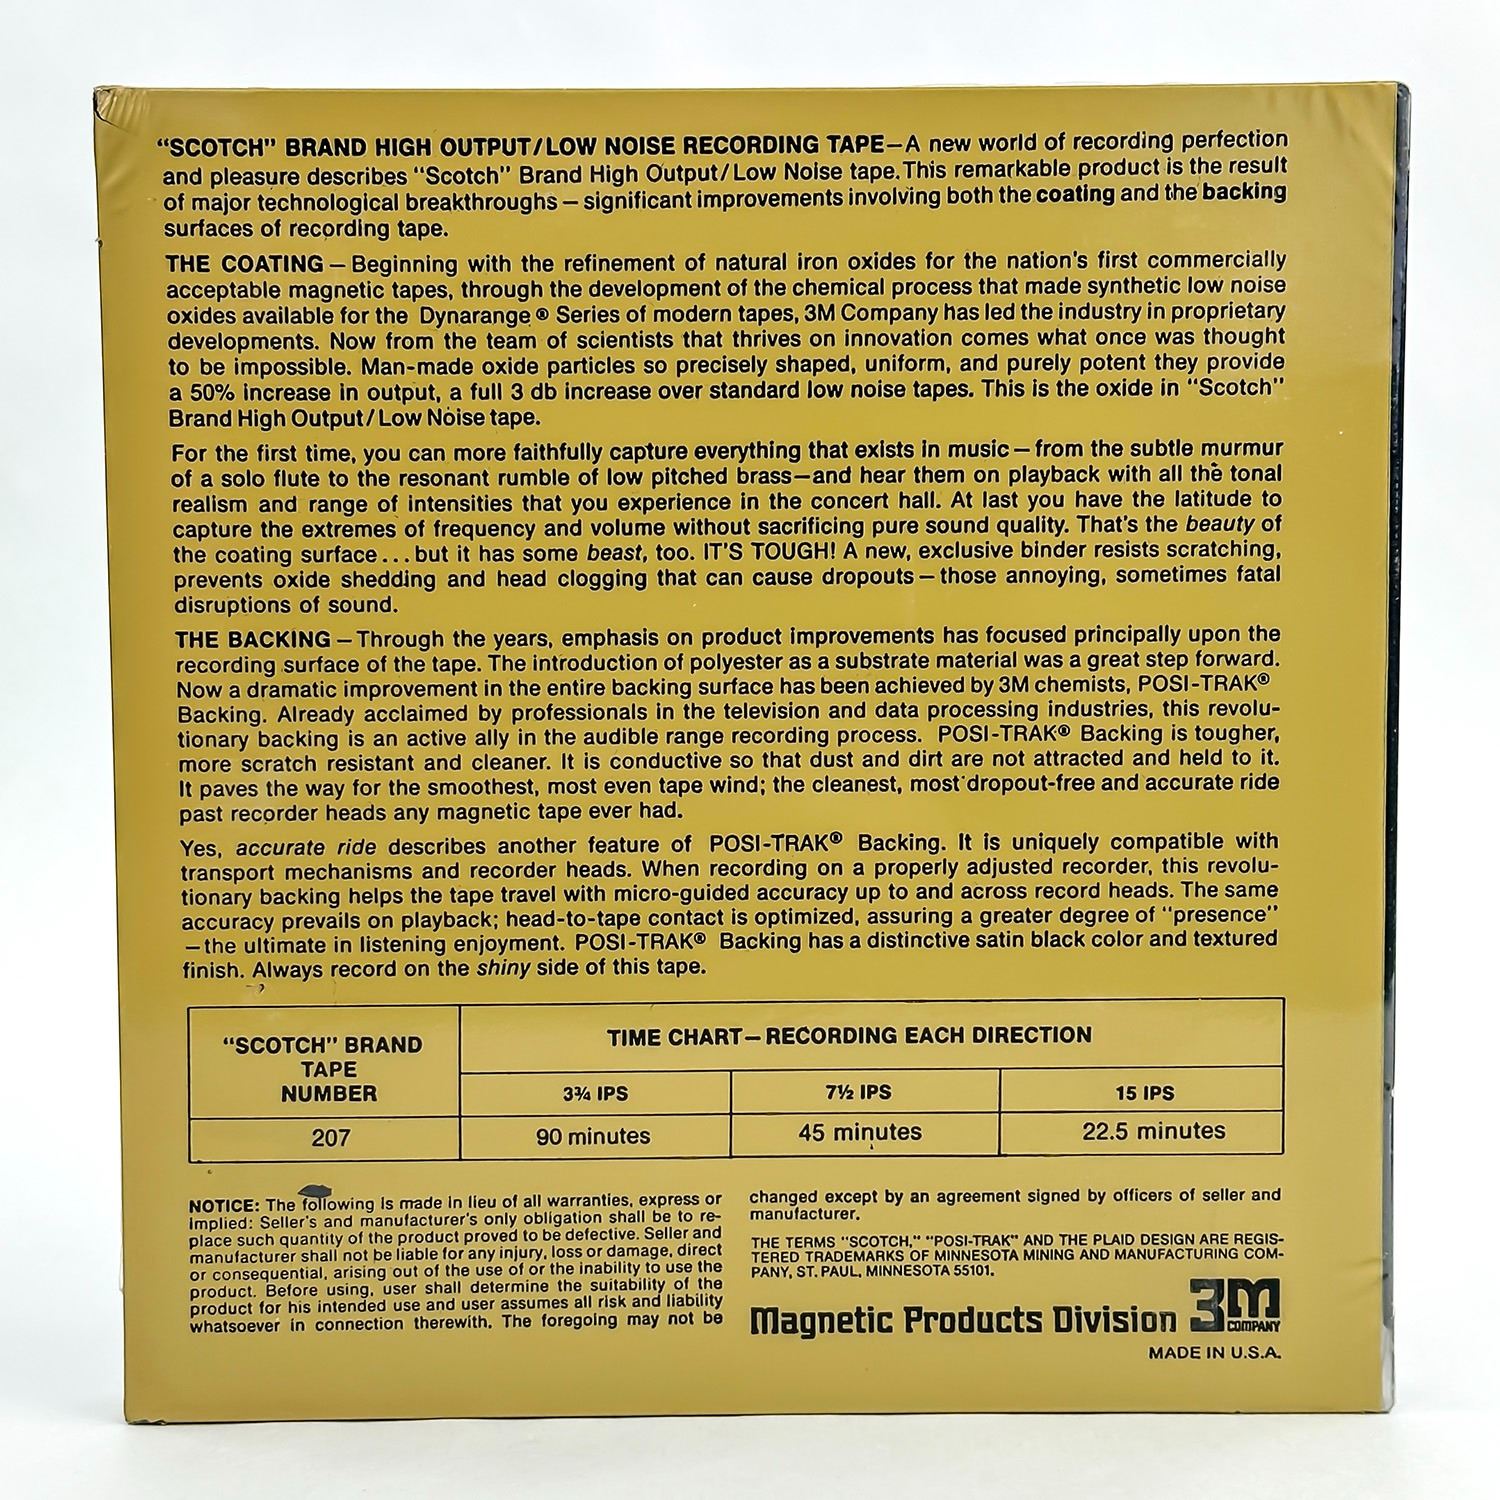 “SCOTCH” BRAND HIGH OUTPUT/LOW NOISE RECORDING TAPE—A new world of recording perfection
and pleasure describes “Scotch” Brand High Output/Low Noise tape. This remarkable product is the result
of major technological breakthroughs — significant improvements involving both the coating and the backing
surfaces of recording tape.
THE COATING — Beginning with the refinement of natural iron oxides for the nation's first commercially
acceptable magnetic tapes, through the development of the chemical process that made synthetic low noise
oxides available for the Dynarange ® Series of modern tapes, 3M Company has led the industry in proprietary
developments. Now from the team of scientists that thrives on innovation comes what once was thought
to be impossible. Man-made oxide particles so precisely shaped, uniform, and purely potent they provide
a 50% increase in output, a full 3 db increase over standard low noise tapes. This is the oxide in “Scotch”
Brand High Output/Low Noise tape.
For the first time, you can more faithfully capture everything that exists in music — from the subtle murmur
of a solo flute to the resonant rumble of low pitched brass—and hear them on playback with all the tonal
realism and range of intensities that you experience in the concert hall. At last you have the latitude to
capture the extremes of frequency and volume without sacrificing pure sound quality. That's the beauty of
the coating surface...but it has some beast, too. IT'S TOUGH! A new, exclusive binder resists scratching,
prevents oxide shedding and head clogging that can cause dropouts — those annoying, sometimes fatal
disruptions of sound.
THE BACKING — Through the years, emphasis on product improvements has focused principally upon the
recording surface of the tape. The introduction of polyester as a substrate material was a great step forward.
Now a dramatic improvement in the entire backing surface has been achieved by 3M chemists, POSI-TRAK®
Backing. Already acclaimed by professionals in the television and data processing industries, this revolu-
tionary backing is an active ally in the audible range recording process. POSI-TRAK® Backing is tougher,
more scratch resistant and cleaner. It is conductive so that dust and dirt are not attracted and held to it.
It paves the way for the smoothest, most even tape wind; the cleanest, most dropout-free and accurate ride
past recorder heads any magnetic tape ever had.
Yes, accurate ride describes another feature of POSI-TRAK® Backing. It is uniquely compatible with
transport mechanisms and recorder heads. When recording on a properly adjusted recorder, this revolu-
tionary backing helps the tape travel with micro-guided accuracy up to and across record heads. The same
accuracy prevails on playback; head-to-tape contact is optimized, assuring a greater degree of “presence”
—the ultimate in listening enjoyment. POSI-TRAK® Backing has a distinctive satin black color and textured
finish. Always record on the shiny side of this tape.
“SCOTCH” BRAND
TAPE
NUMBER
TIME CHART—RECORDING EACH DIRECTION
3¾ IPS 7½ IPS 15 IPS
207 90 minutes 45 minutes 22.5 minutes
NOTICE: The following is made in lieu of all warranties, express or
implied: Seller's and manufacturer's only obligation shall be to re-
place such quantity of the product proved to be defective. Seller and
manufacturer shall not be liable for any injury, loss or damage, direct
or consequential, arising out of the use of or the inability to use the
product. Before using, user shall determine the suitability of the
product for his intended use and user assumes all risk and liability
whatsoever in connection therewith. The foregoing may not be
changed except by an agreement signed by officers of seller and
manufacturer.
THE TERMS “SCOTCH,” “POSI-TRAK” AND THE PLAID DESIGN ARE REGIS-
TERED TRADEMARKS OF MINNESOTA MINING AND MANUFACTURING COM-
PANY, ST. PAUL, MINNESOTA 55101.
Magnetic Products Division 3M COMPANY
MADE IN U.S.A.